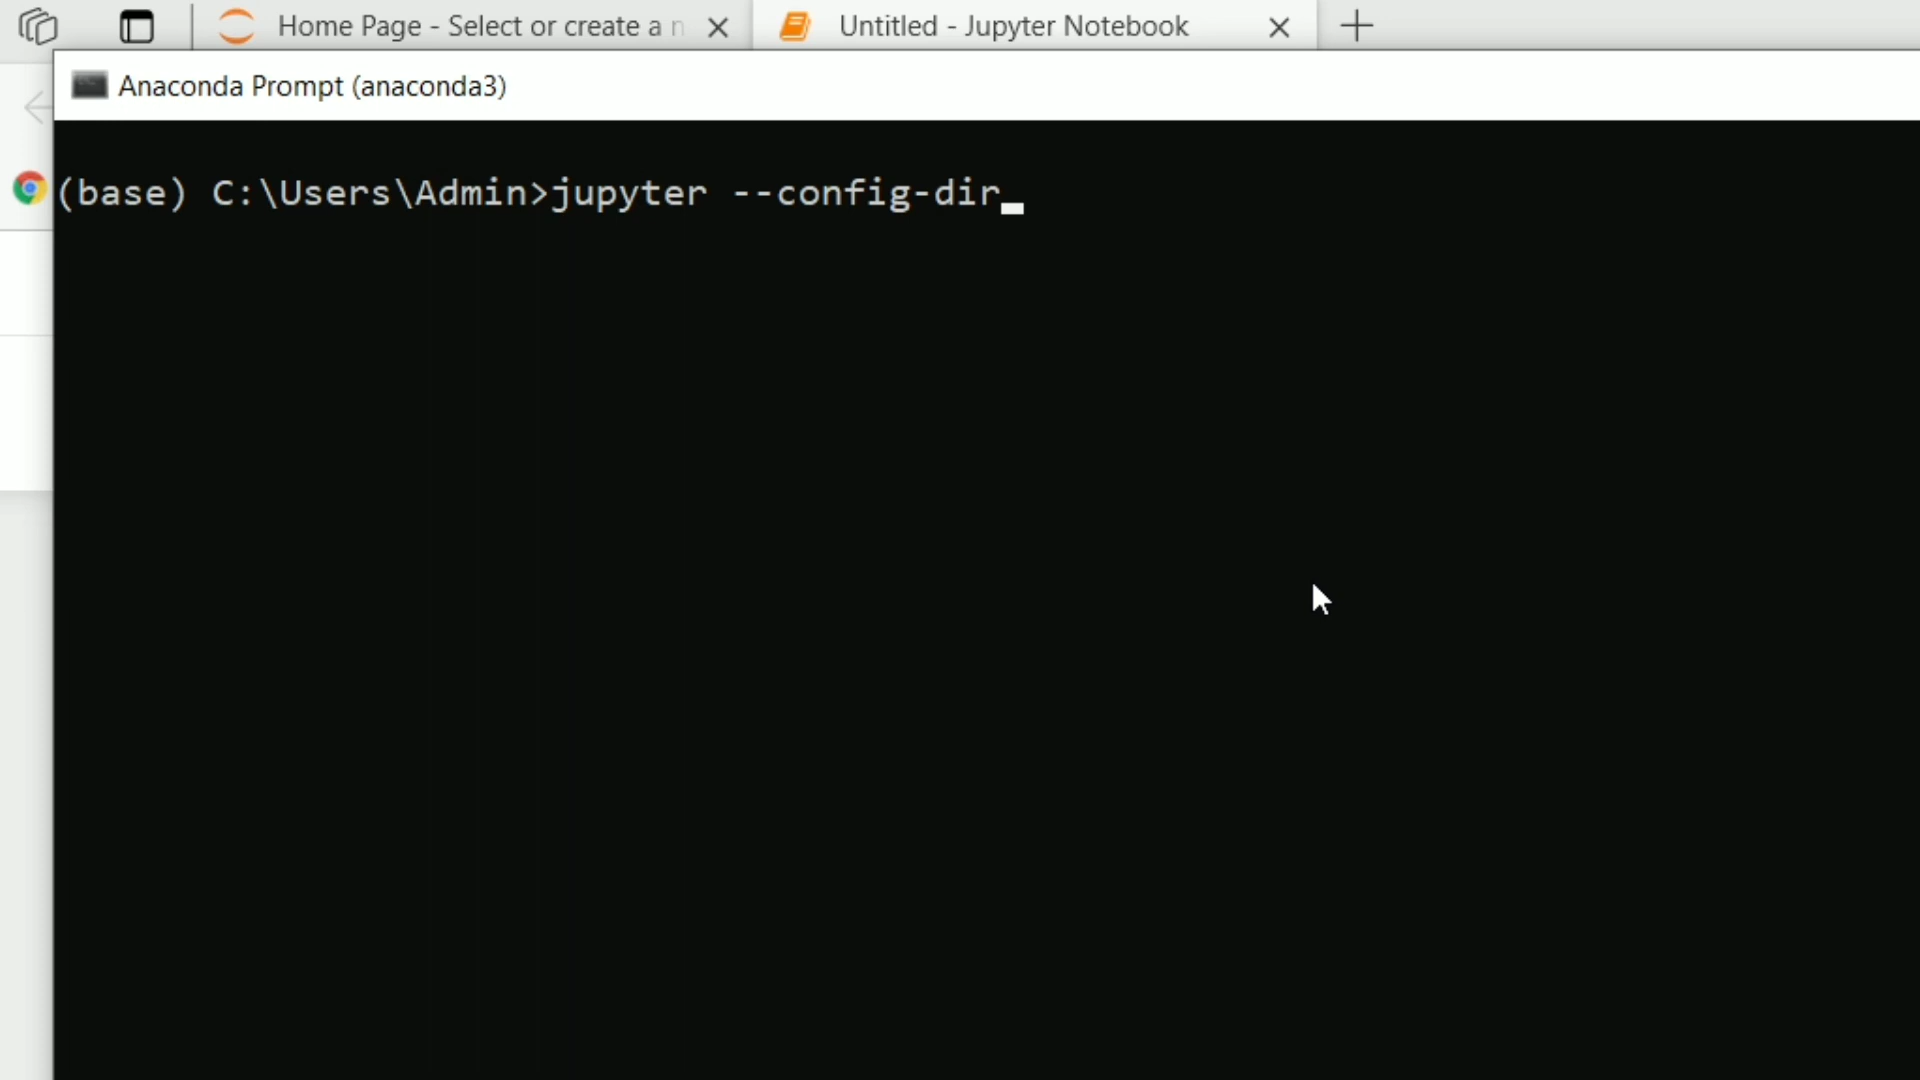 Home Page - Select or create a n
Untitled - Jupyter Notebook
Anaconda Prompt (anaconda3)
(base) C:\Users\Admin>jupyter --config-dir